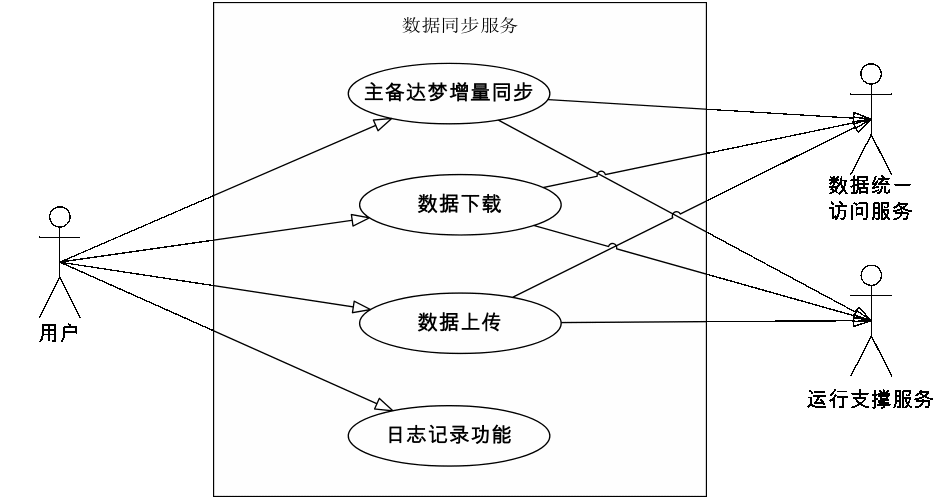 数据同步服务
主备达梦增量同步
数据下载
数据上传
日志记录功能
用户
数据统一
访问服务
运行支撑服务